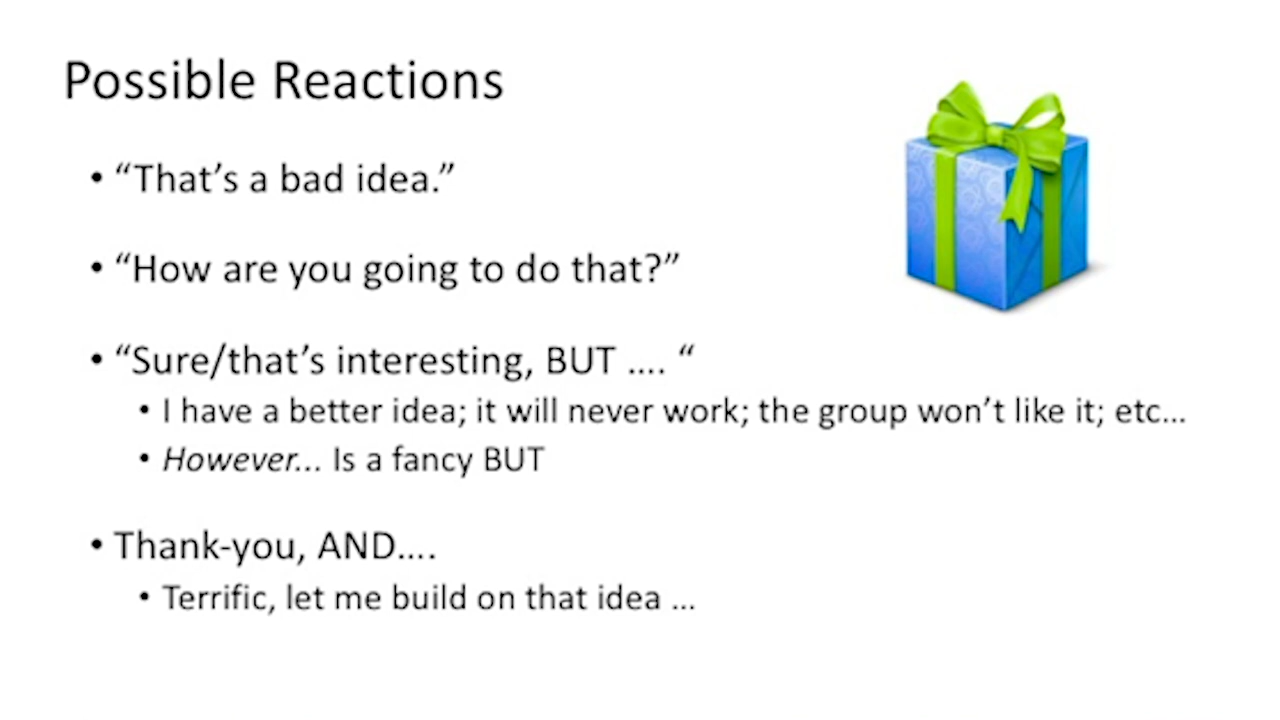 Possible Reactions
• “That’s a bad idea.”
• “How are you going to do that?”
• “Sure/that’s interesting, BUT .... “
• I have a better idea; it will never work; the group won’t like it; etc...
• However... Is a fancy BUT
• Thank-you, AND....
• Terrific, let me build on that idea ...